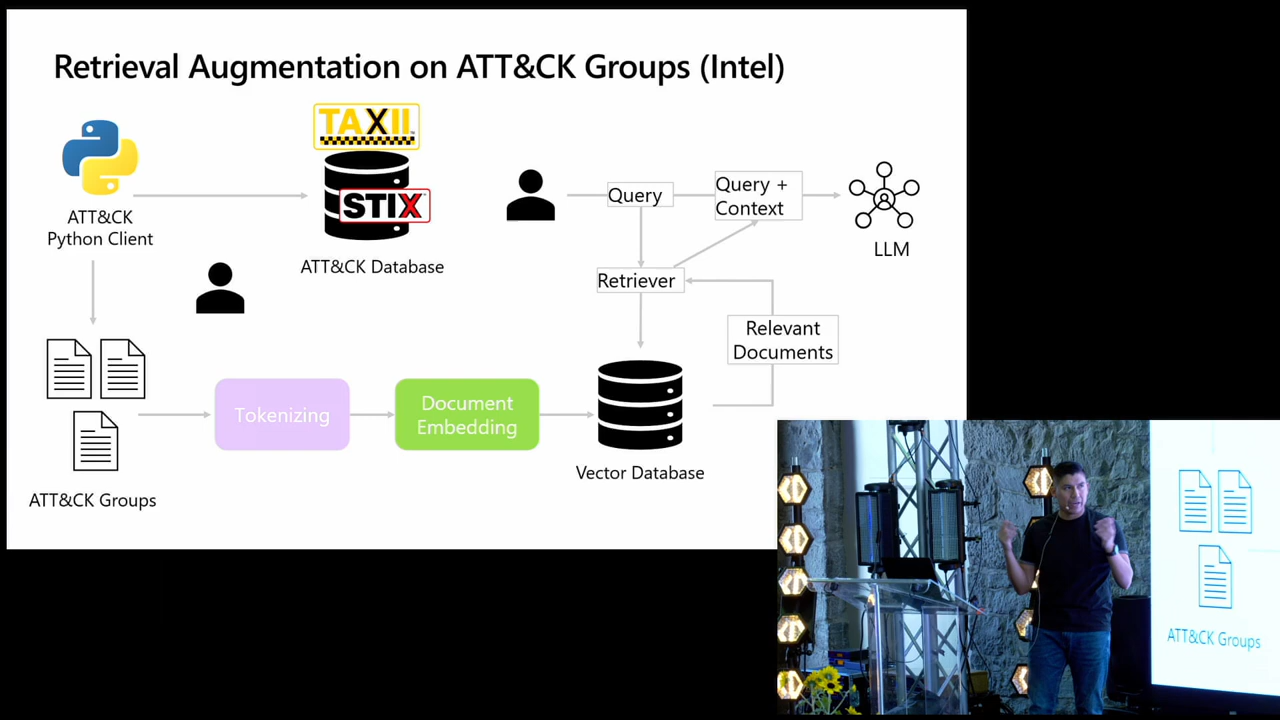 Retrieval Augmentation on ATT&CK Groups (Intel)
TAXII
STIX
ATT&CK
Python Client
ATT&CK Database
Query
Query +
Context
LLM
Retriever
Relevant
Documents
Tokenizing
Document
Embedding
Vector Database
ATT&CK Groups
ATT&CK Groups